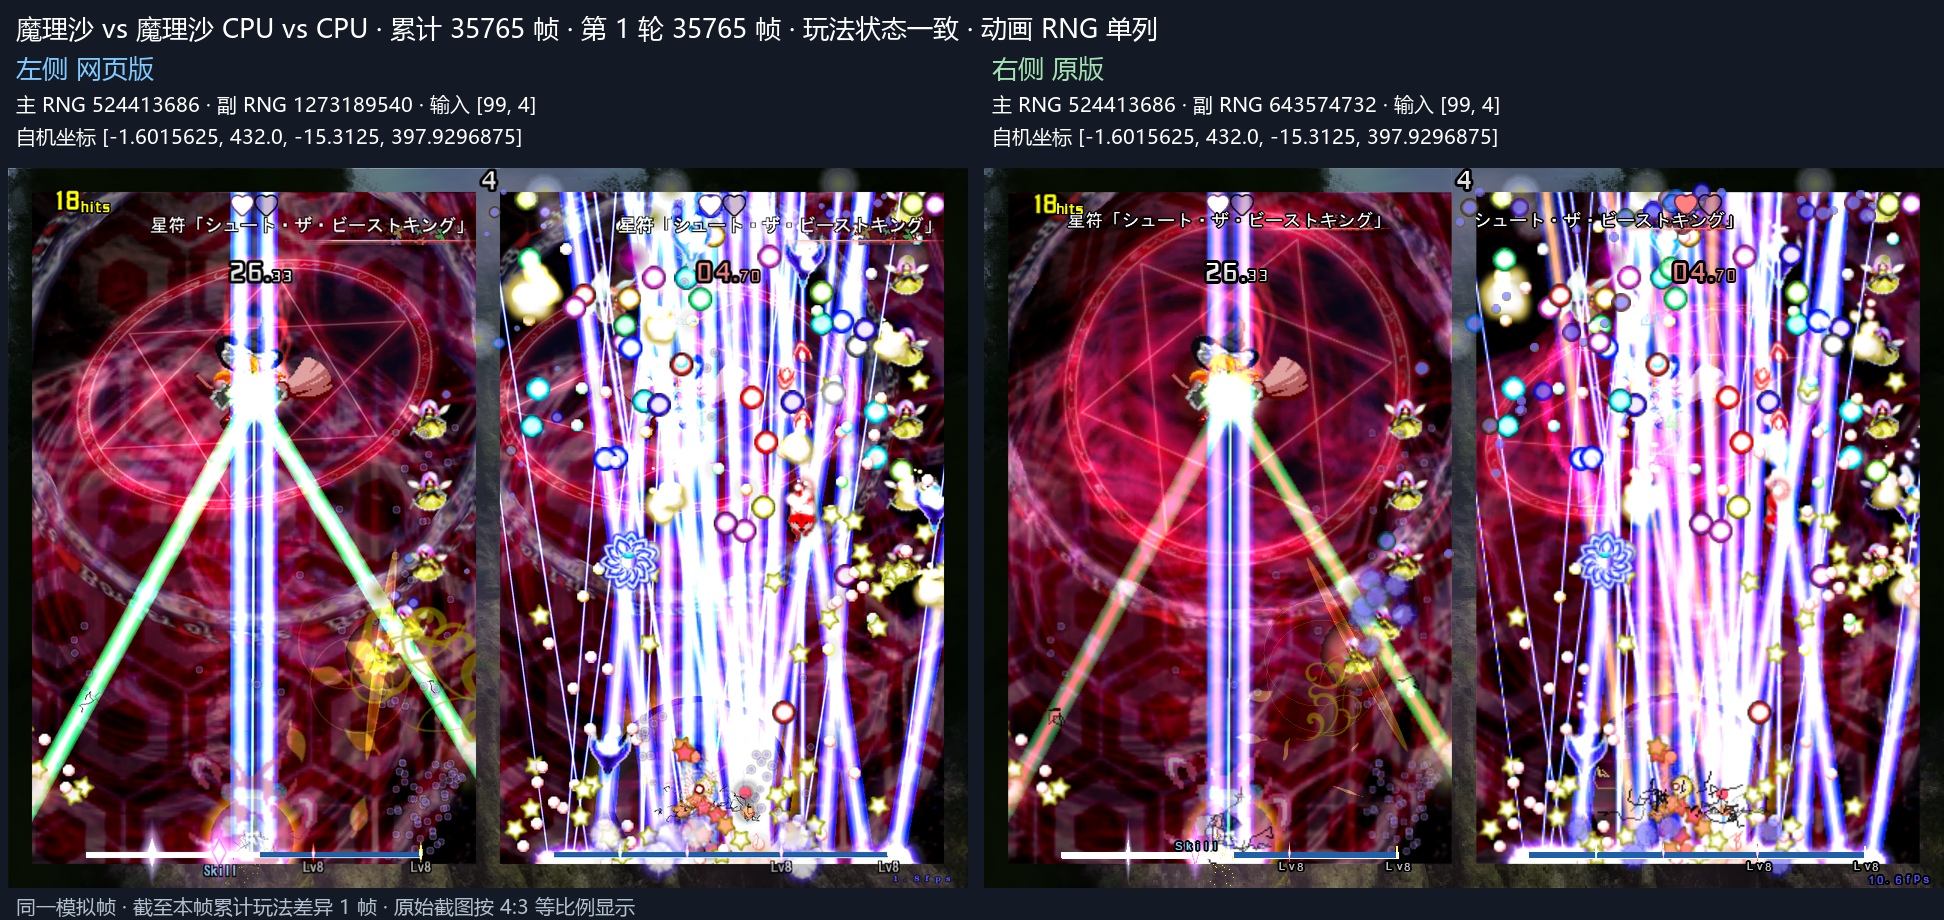 魔理沙 vs 魔理沙 CPU vs CPU · 累计 35765 帧 · 第 1 轮 35765 帧 · 玩法状态一致 · 动画 RNG 单列
左侧 网页版
主 RNG 524413686 · 副 RNG 1273189540 · 输入 [99, 4]
自机坐标 [-1.6015625, 432.0, -15.3125, 397.9296875]
右侧 原版
主 RNG 524413686 · 副 RNG 643574732 · 输入 [99, 4]
自机坐标 [-1.6015625, 432.0, -15.3125, 397.9296875]
4
18hits
星符「シュート・ザ・ビーストキング」
26.33
星符「シュート・ザ・ビーストキング」
04.70
Skill
Lv8
Lv8
Lv8
Lv8
1.8fps
4
18hits
星符「シュート・ザ・ビーストキング」
26.33
シュート・ザ・ビーストキング」
04.70
Skill
Lv8
Lv8
Lv8
Lv8
10.6fps
同一模拟帧 · 截至本帧累计玩法差异 1 帧 · 原始截图按 4:3 等比例显示